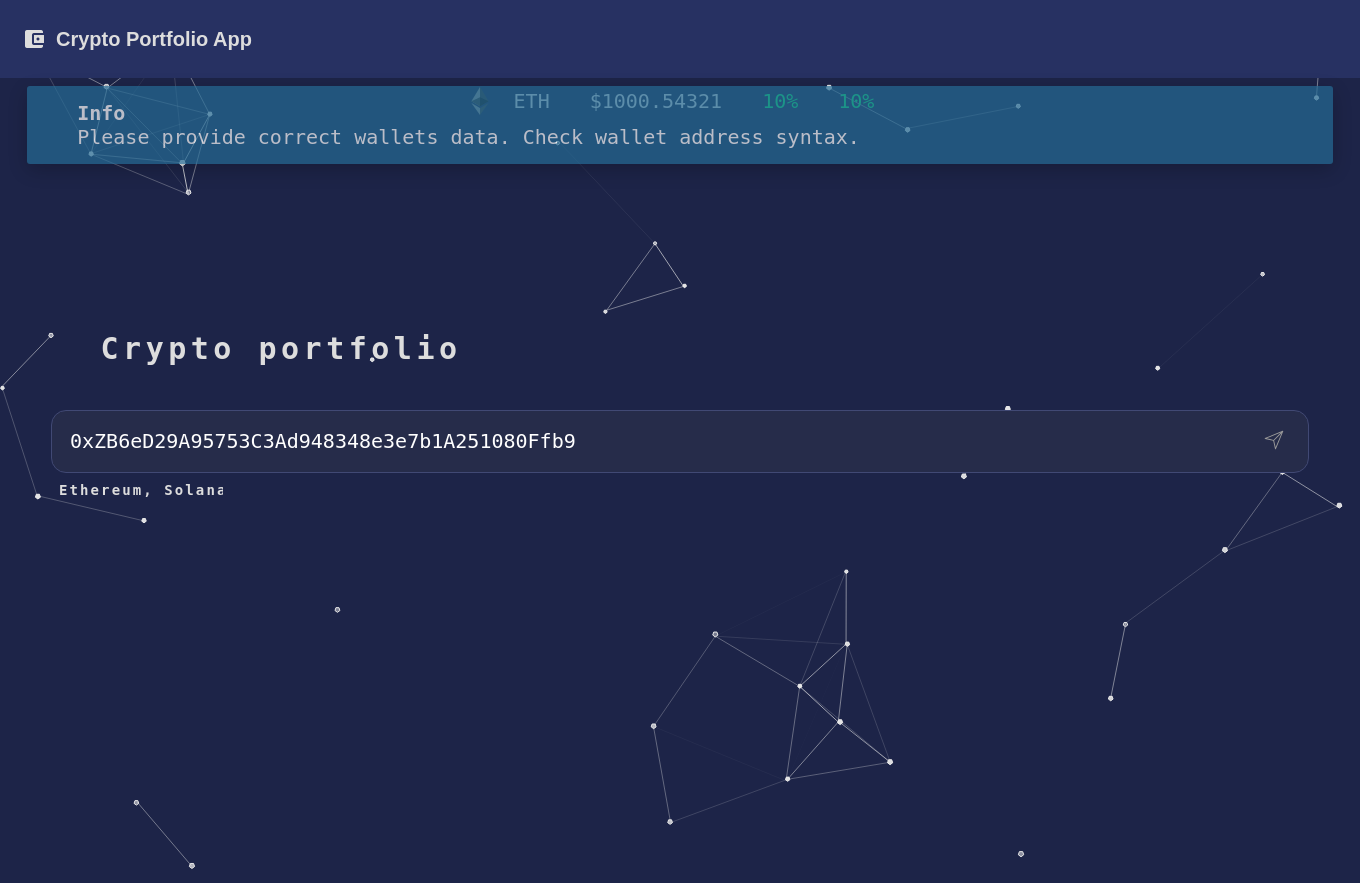 Crypto Portfolio App
ETH $1000.54321 10% 10%
Info
Please provide correct wallets data. Check wallet address syntax.
Crypto portfolio
0xZB6eD29A95753C3Ad948348e3e7b1A251080Ffb9
Ethereum, Solana